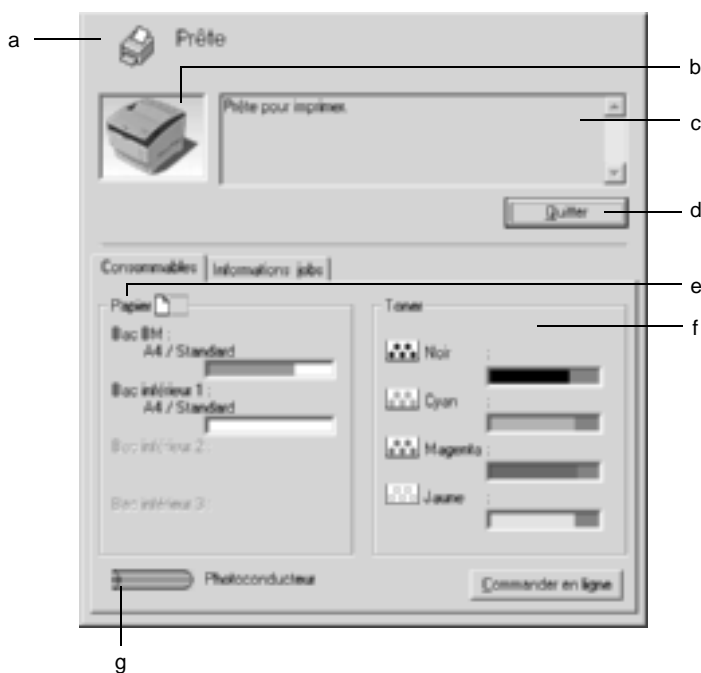 a
Prête
b
Prête pour imprimer.
c
Quitter
d
Consommables
Informations jobs
e
Papier
Toner
f
Bac BM :
A4 / Standard
Bac inférieur 1 :
A4 / Standard
Bac inférieur 2 :
Bac inférieur 3 :
Noir :
Cyan :
Magenta :
Jaune :
Photoconducteur
Commander en ligne
g